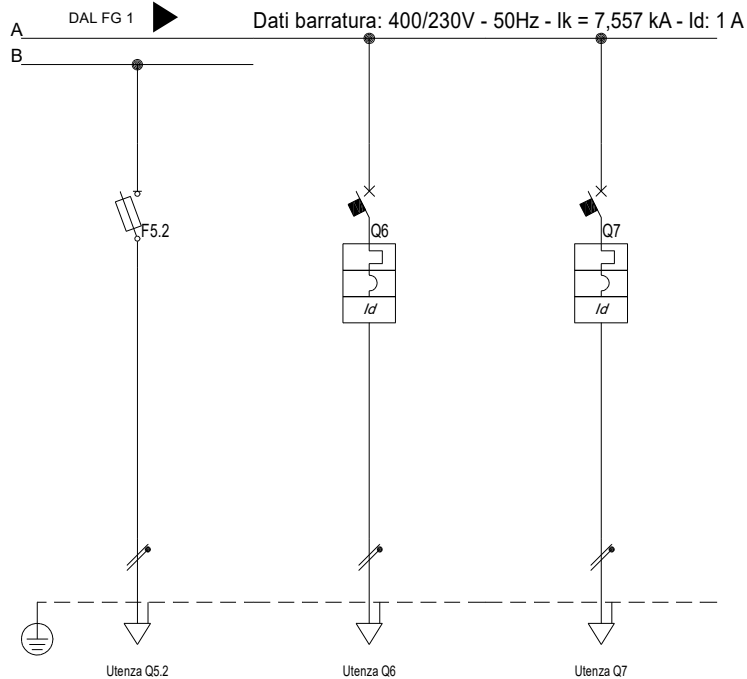 DAL FG 1
Dati barratura: 400/230V - 50Hz - Ik = 7,557 kA - Id: 1 A
A
B
F5.2
Q6
Q7
Id
Id
Utenza Q5.2
Utenza Q6
Utenza Q7